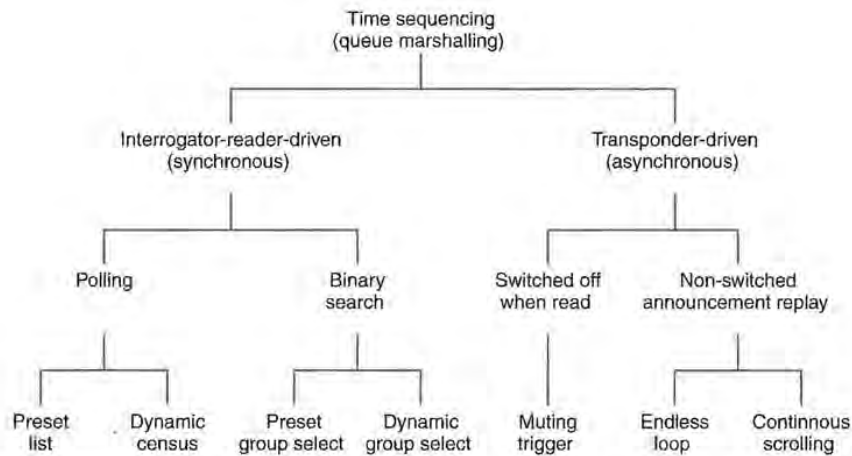 Time sequencing
(queue marshalling)
Interrogator-reader-driven
(synchronous)
Transponder-driven
(asynchronous)
Polling
Binary
search
Switched off
when read
Non-switched
announcement replay
Preset
list
Dynamic
census
Preset
group select
Dynamic
group select
Muting
trigger
Endless
loop
Continnous
scrolling